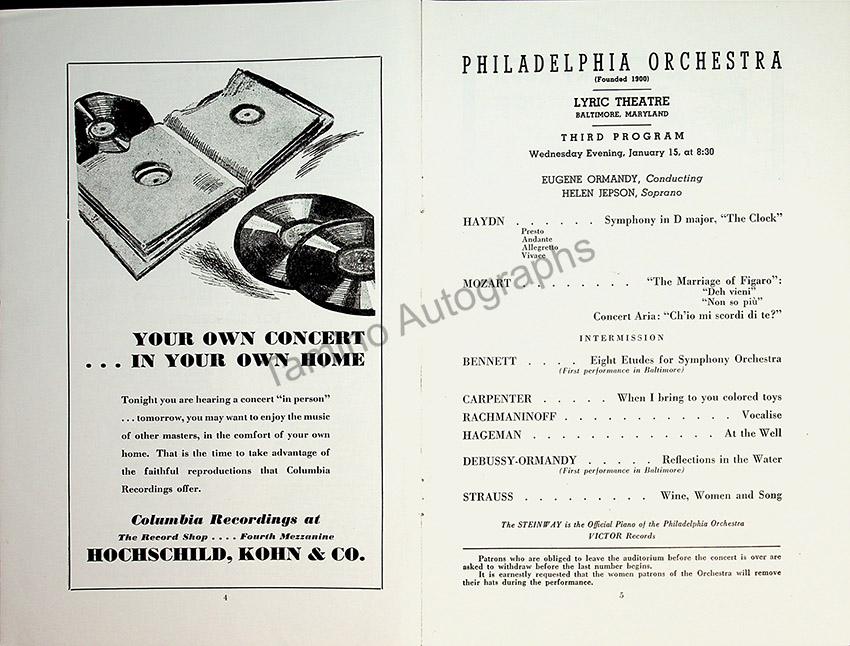 YOUR OWN CONCERT
. . . IN YOUR OWN HOME
Tonight you are hearing a concert "in person"
. . . tomorrow, you may want to enjoy the music
of other masters, in the comfort of your own
home. That is the time to take advantage of
the faithful reproductions that Columbia
Recordings offer.
Columbia Recordings at
The Record Shop . . . . Fourth Mezzanine
HOCHSCHILD, KOHN & CO.
4
PHILADELPHIA ORCHESTRA
(Founded 1900)
LYRIC THEATRE
BALTIMORE, MARYLAND
THIRD PROGRAM
Wednesday Evening, January 15, at 8:30
EUGENE ORMANDY, Conducting
HELEN JEPSON, Soprano
HAYDN . . . . . . Symphony in D major, "The Clock"
Presto
Andante
Allegretto
Vivace
MOZART . . . . . . . . "The Marriage of Figaro":
"Deh vieni"
"Non so più"
Concert Aria: "Ch'io mi scordi di te?"
INTERMISSION
BENNETT . . . . Eight Etudes for Symphony Orchestra
(First performance in Baltimore)
CARPENTER . . . . . When I bring to you colored toys
RACHMANINOFF . . . . . . . . . . . . Vocalise
HAGEMAN . . . . . . . . . . . . . At the Well
DEBUSSY-ORMANDY . . . . . Reflections in the Water
(First performance in Baltimore)
STRAUSS . . . . . . . . . Wine, Women and Song
The STEINWAY is the Official Piano of the Philadelphia Orchestra
VICTOR Records
Patrons who are obliged to leave the auditorium before the concert is over are
asked to withdraw before the last number begins.
It is earnestly requested that the women patrons of the Orchestra will remove
their hats during the performance.
5
Tamino Autographs